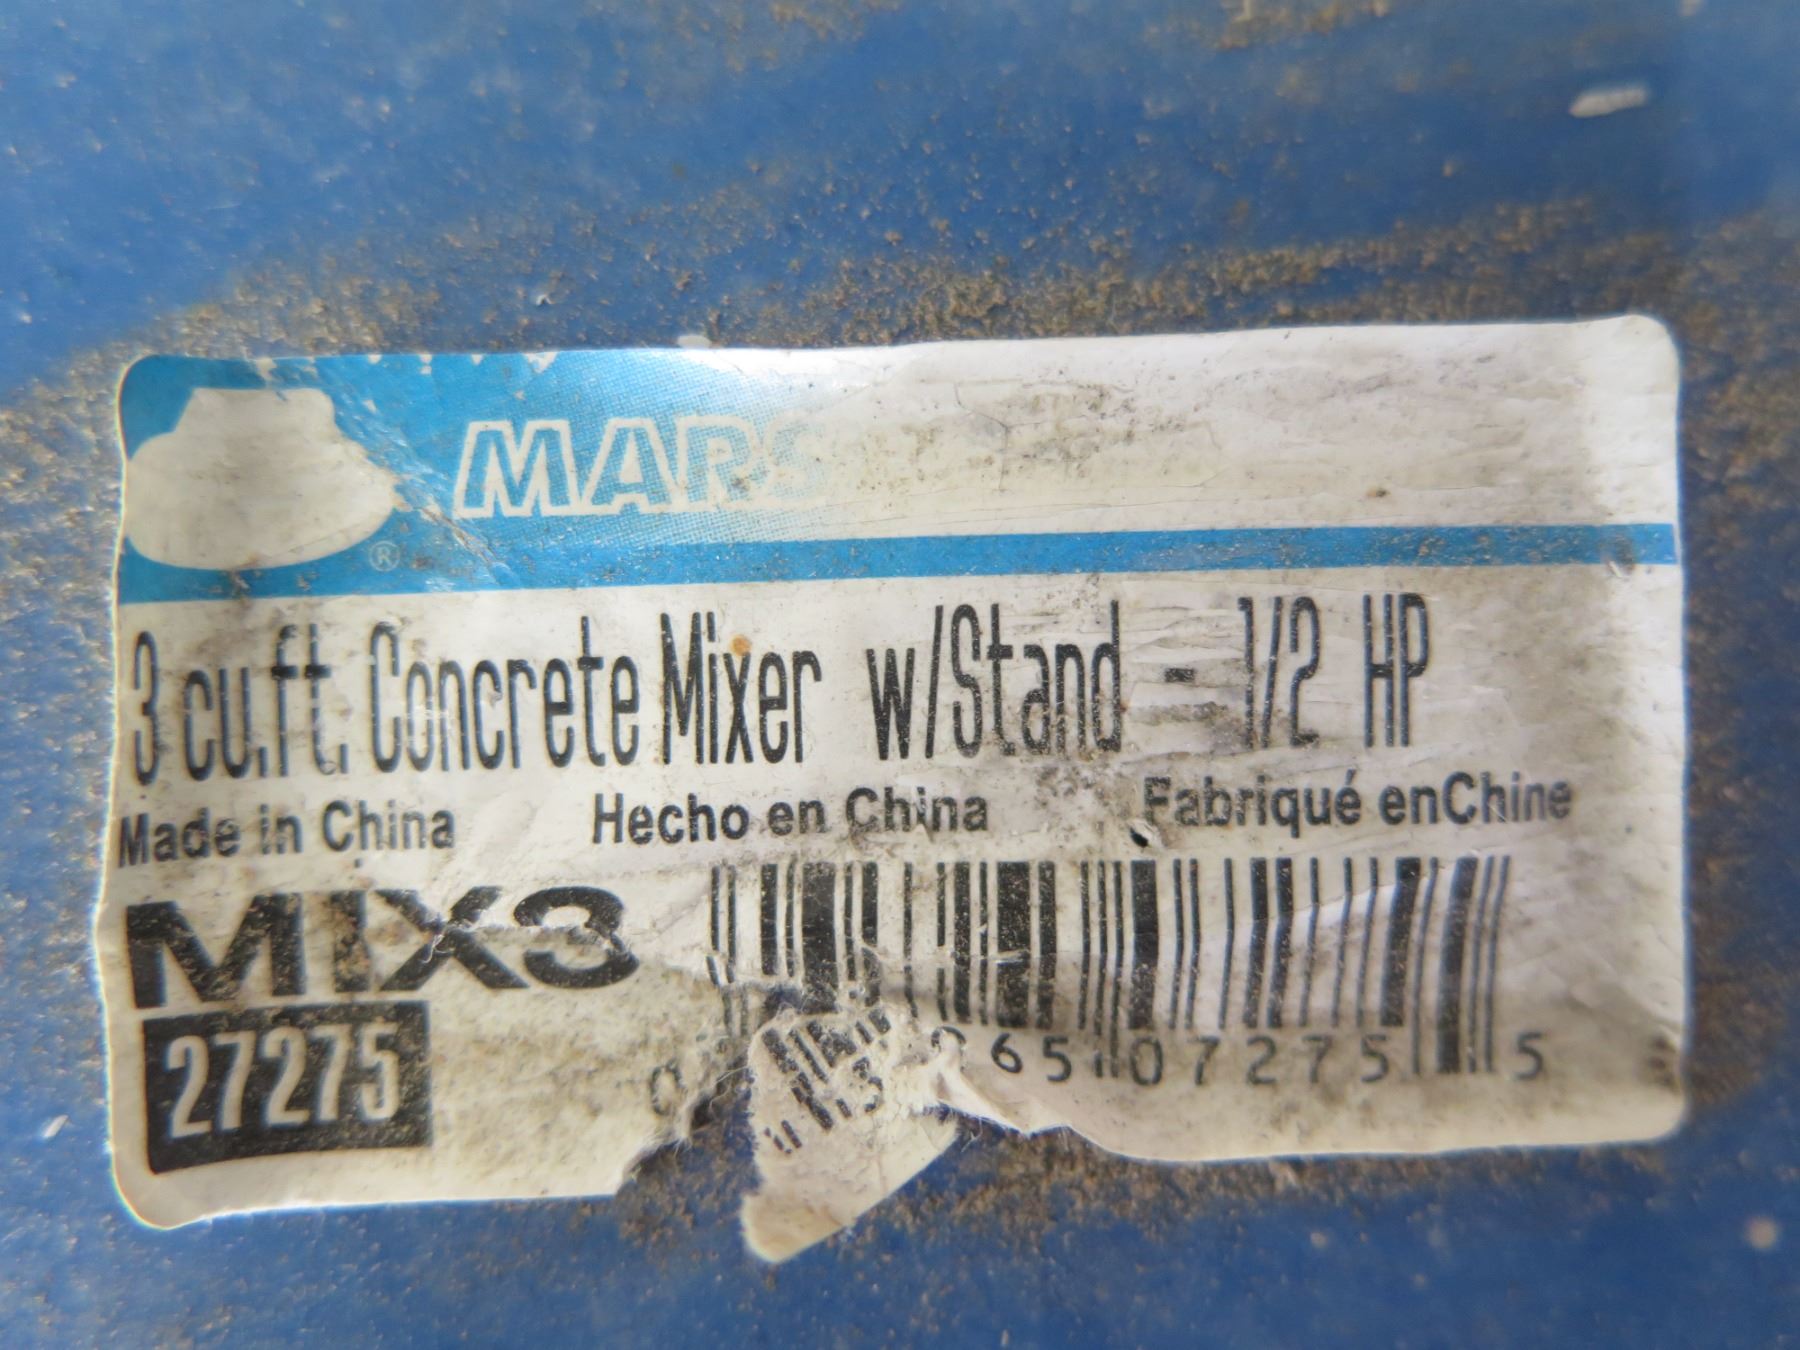 MARS
®
3 cu.ft. Concrete Mixer w/Stand - 1/2 HP
Made in China Hecho en China Fabriqué enChine
MIX3
27275
65 07275 5